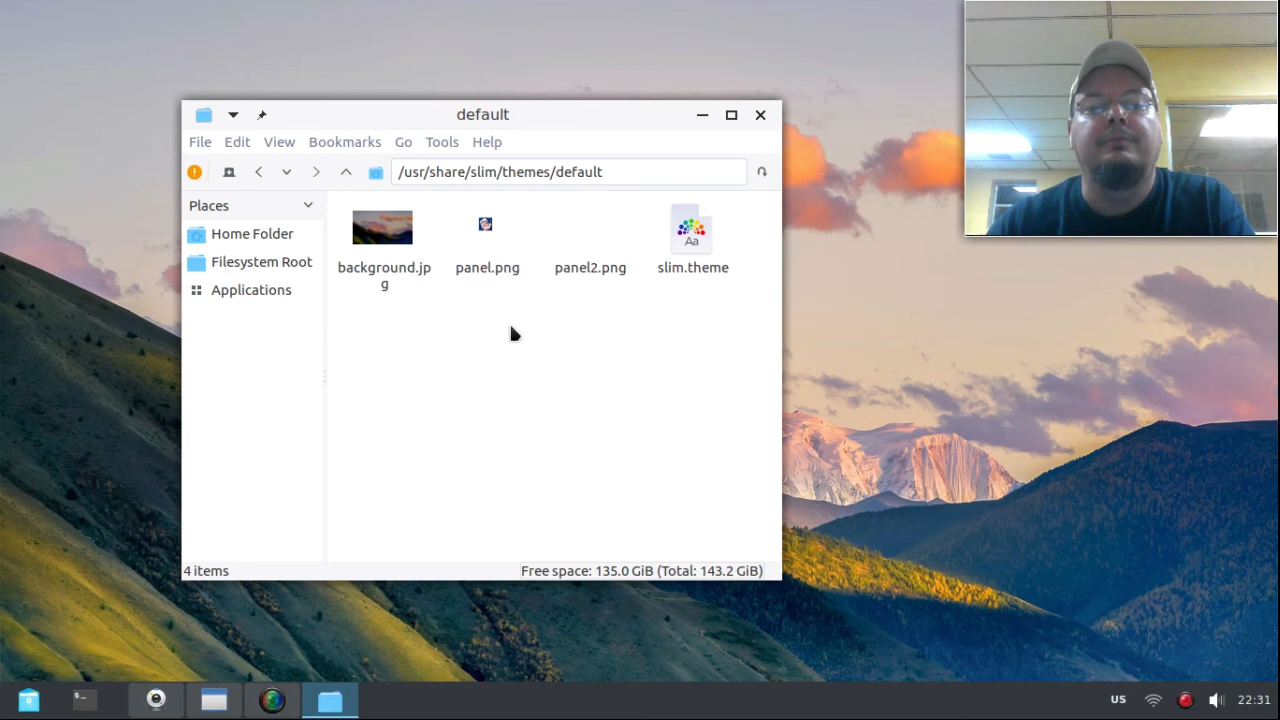 default
File Edit View Bookmarks Go Tools Help
/usr/share/slim/themes/default
Places
Home Folder
Filesystem Root
Applications
Aa
background.jp
g
panel.png
panel2.png
slim.theme
4 items
Free space: 135.0 GiB (Total: 143.2 GiB)
US
22:31